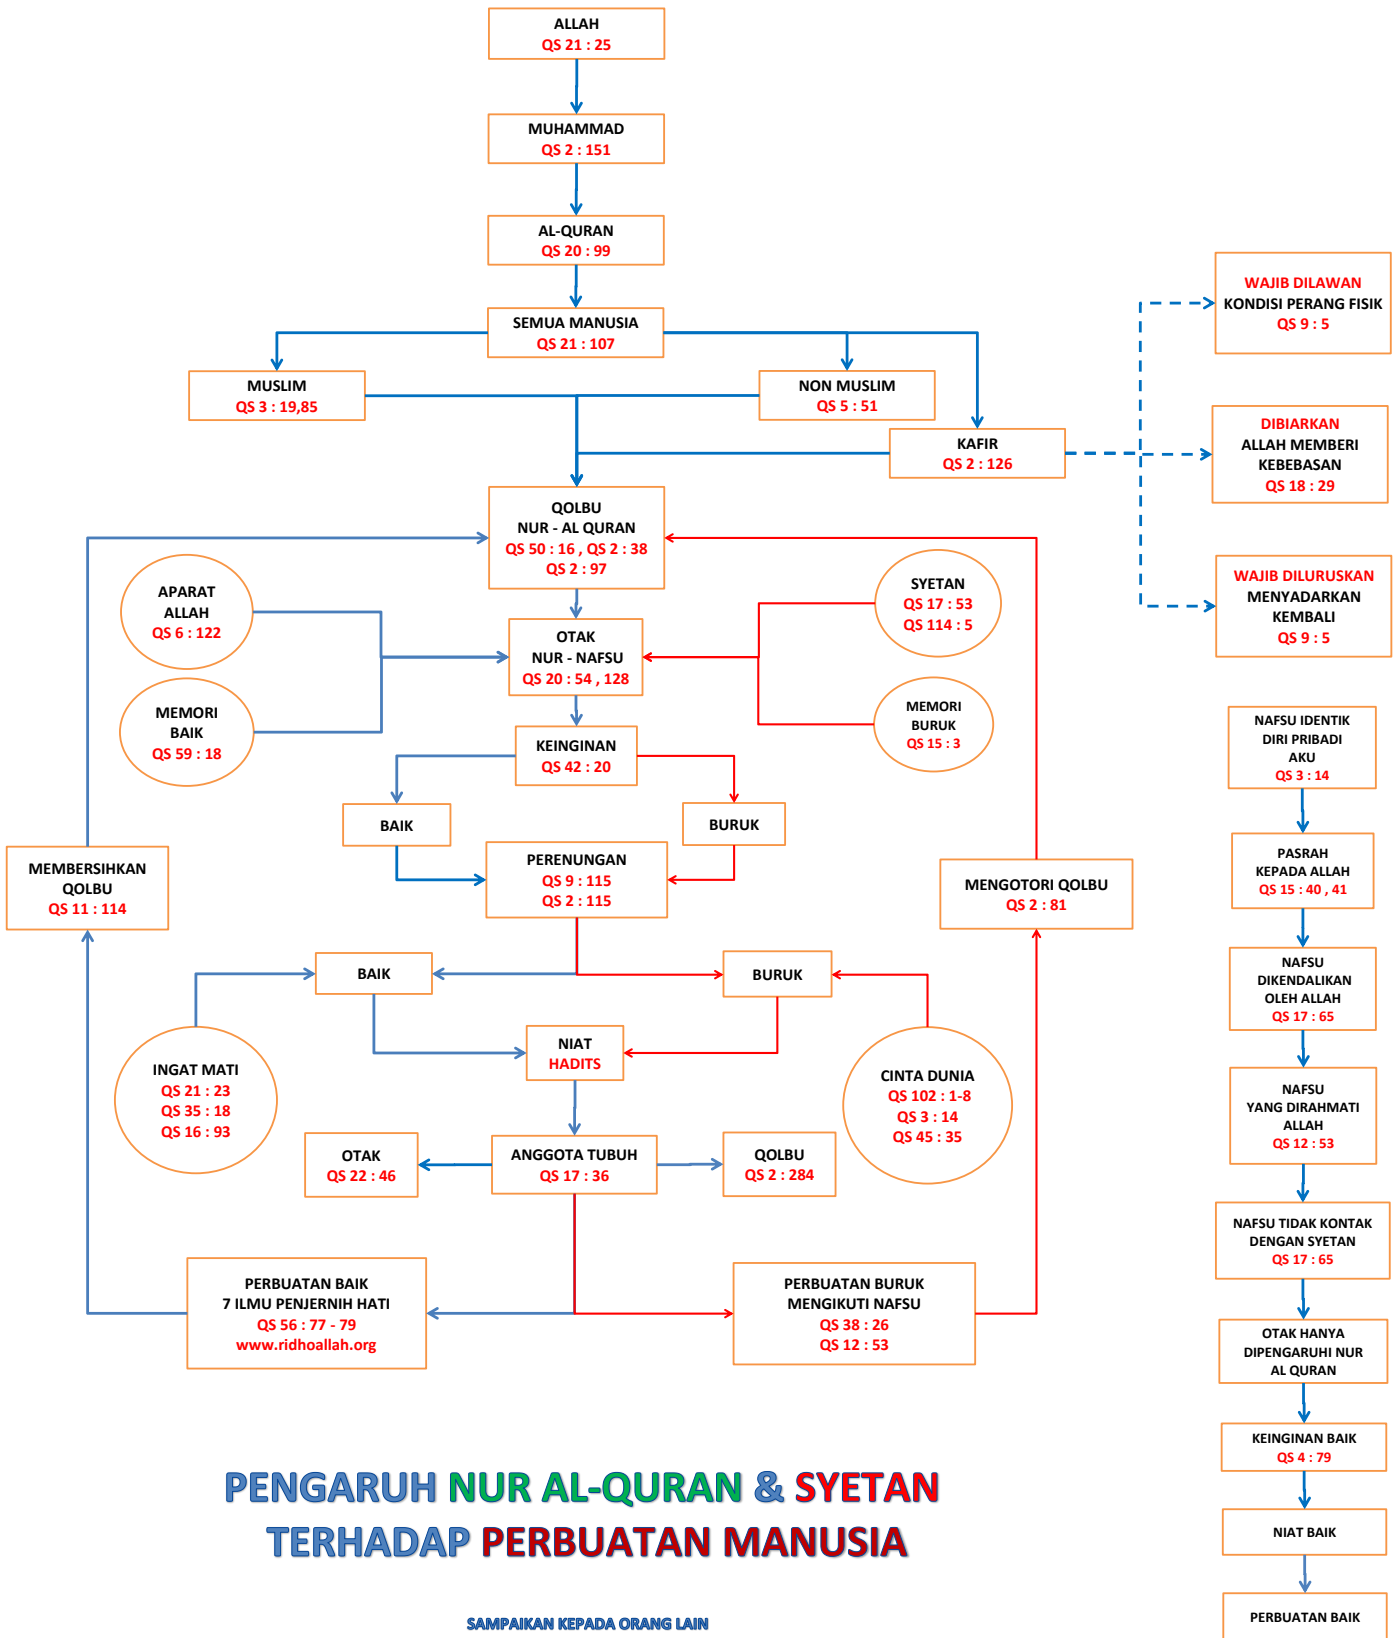 ALLAH
QS 21 : 25
MUHAMMAD
QS 2 : 151
AL-QURAN
QS 20 : 99
SEMUA MANUSIA
QS 21 : 107
MUSLIM
QS 3 : 19,85
NON MUSLIM
QS 5 : 51
KAFIR
QS 2 : 126
WAJIB DILAWAN
KONDISI PERANG FISIK
QS 9 : 5
DIBIARKAN
ALLAH MEMBERI
KEBEBASAN
QS 18 : 29
WAJIB DILURUSKAN
MENYADARKAN
KEMBALI
QS 9 : 5
QOLBU
NUR - AL QURAN
QS 50 : 16 , QS 2 : 38
QS 2 : 97
APARAT
ALLAH
QS 6 : 122
SYETAN
QS 17 : 53
QS 114 : 5
OTAK
NUR - NAFSU
QS 20 : 54 , 128
MEMORI
BAIK
QS 59 : 18
MEMORI
BURUK
QS 15 : 3
KEINGINAN
QS 42 : 20
BAIK
BURUK
PERENUNGAN
QS 9 : 115
QS 2 : 115
MEMBERSIHKAN
QOLBU
QS 11 : 114
MENGOTORI QOLBU
QS 2 : 81
BAIK
BURUK
INGAT MATI
QS 21 : 23
QS 35 : 18
QS 16 : 93
NIAT
HADITS
CINTA DUNIA
QS 102 : 1-8
QS 3 : 14
QS 45 : 35
OTAK
QS 22 : 46
ANGGOTA TUBUH
QS 17 : 36
QOLBU
QS 2 : 284
PERBUATAN BAIK
7 ILMU PENJERNIH HATI
QS 56 : 77 - 79
www.ridhoallah.org
PERBUATAN BURUK
MENGIKUTI NAFSU
QS 38 : 26
QS 12 : 53
NAFSU IDENTIK
DIRI PRIBADI
AKU
QS 3 : 14
PASRAH
KEPADA ALLAH
QS 15 : 40 , 41
NAFSU
DIKENDALIKAN
OLEH ALLAH
QS 17 : 65
NAFSU
YANG DIRAHMATI
ALLAH
QS 12 : 53
NAFSU TIDAK KONTAK
DENGAN SYETAN
QS 17 : 65
OTAK HANYA
DIPENGARUHI NUR
AL QURAN
KEINGINAN BAIK
QS 4 : 79
NIAT BAIK
PERBUATAN BAIK
PENGARUH NUR AL-QURAN & SYETAN
TERHADAP PERBUATAN MANUSIA
SAMPAIKAN KEPADA ORANG LAIN